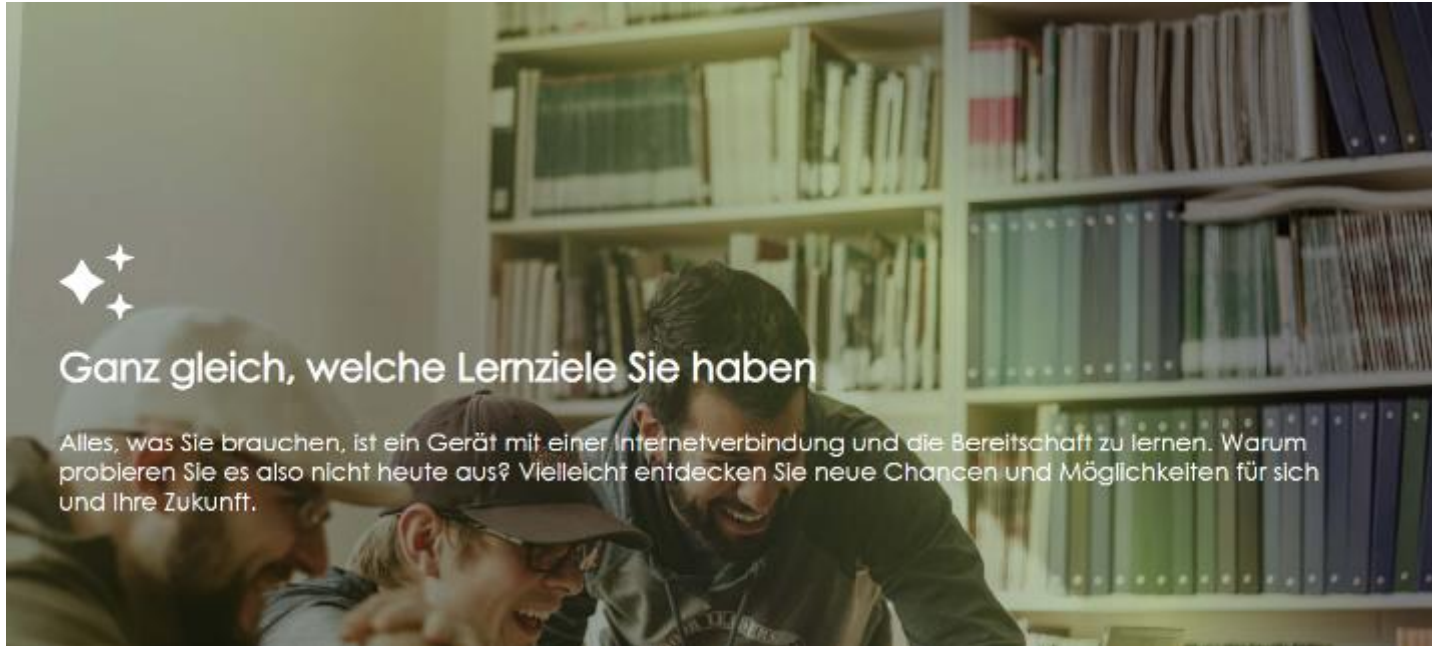 Ganz gleich, welche Lernziele Sie haben
Alles, was Sie brauchen, ist ein Gerät mit einer Internetverbindung und die Bereitschaft zu lernen. Warum
probieren Sie es also nicht heute aus? Vielleicht entdecken Sie neue Chancen und Möglichkeiten für sich
und Ihre Zukunft.